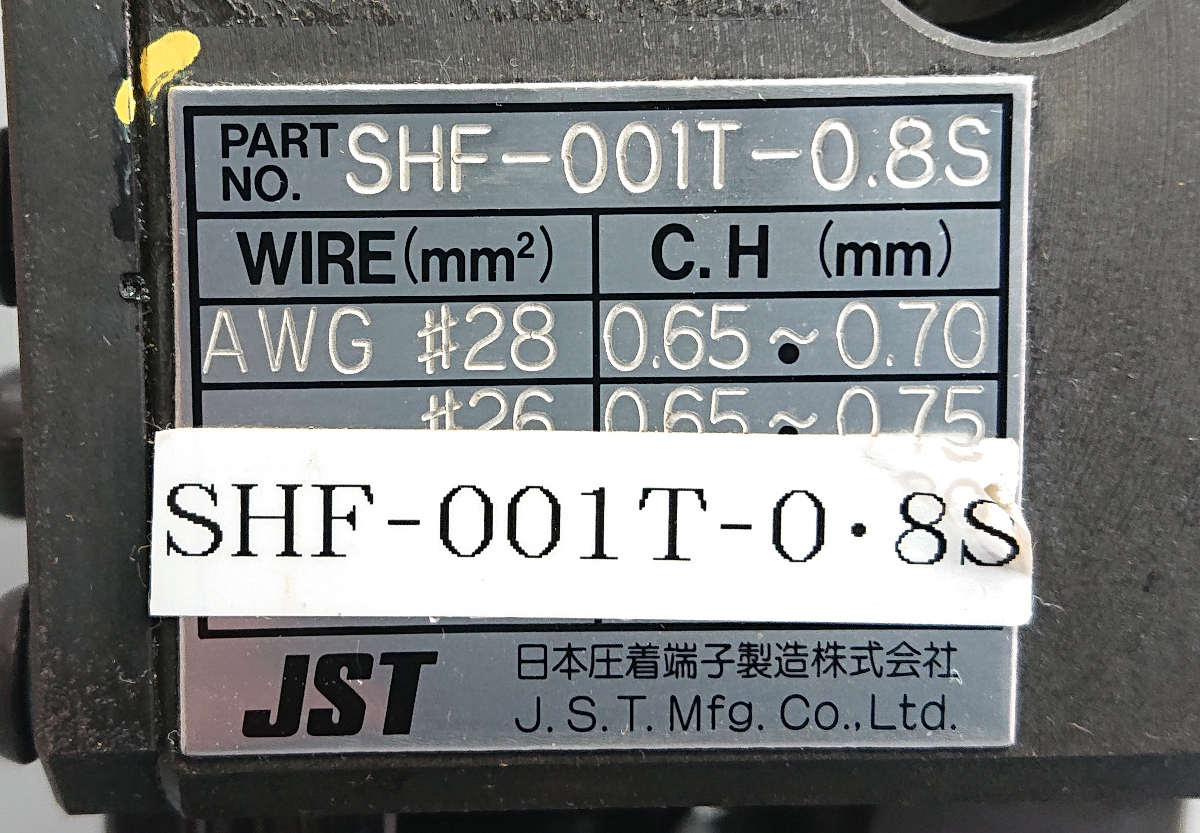 PART NO. SHF-001T-0.8S
WIRE(mm²) C.H (mm)
AWG #28 0.65~0.70
#26 0.65~0.75
SHF-001T-0·8S
JST 日本圧着端子製造株式会社
J.S.T.Mfg.Co.,Ltd.